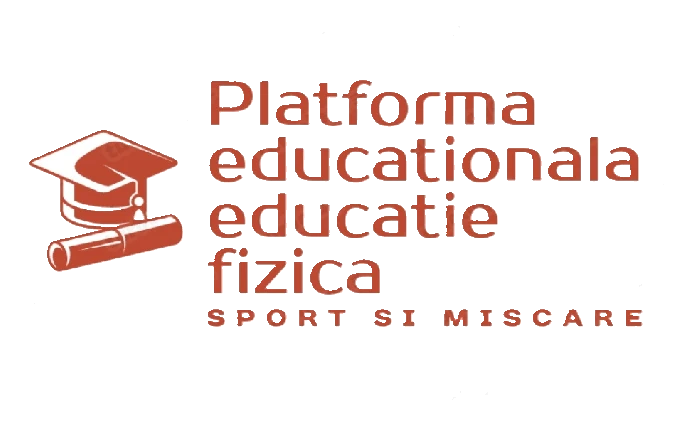 Platforma
educationala
educatie
fizica
SPORT SI MISCARE